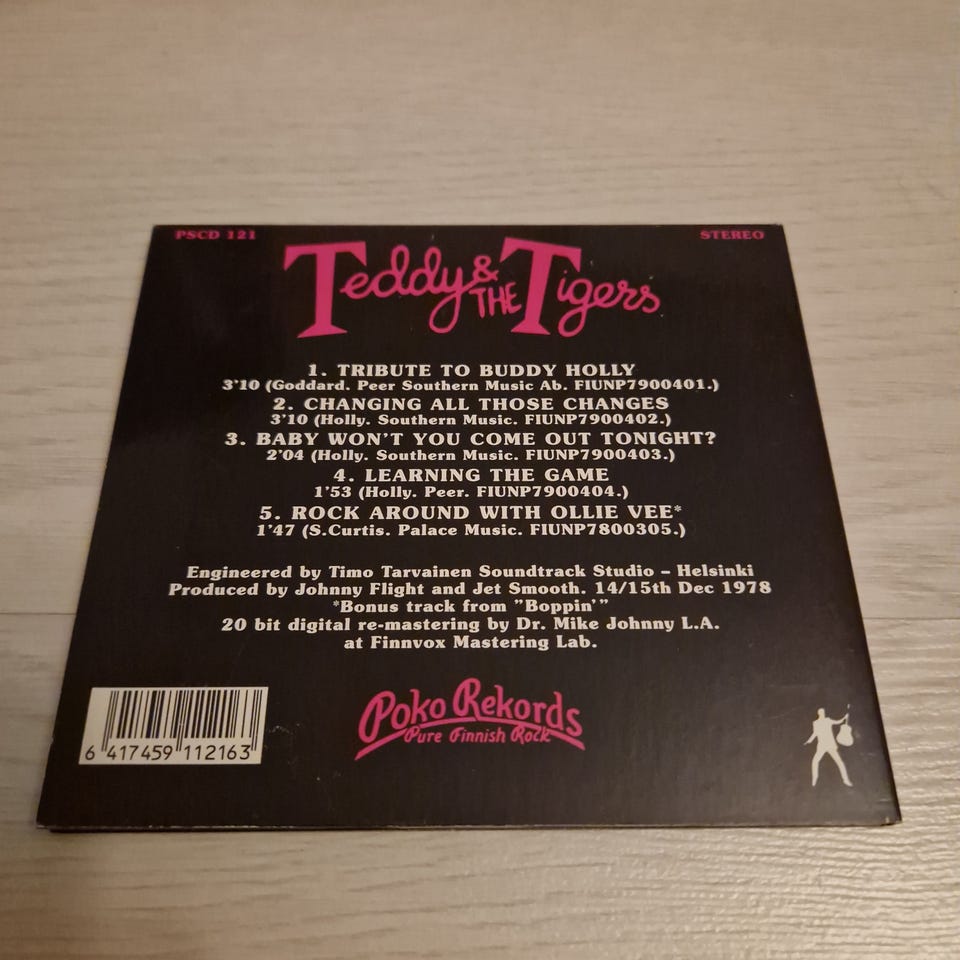 PSCD 121
STEREO
Teddy & THE Tigers
1. TRIBUTE TO BUDDY HOLLY
3'10 (Goddard. Peer Southern Music Ab. FIUNP7900401.)
2. CHANGING ALL THOSE CHANGES
3'10 (Holly. Southern Music. FIUNP7900402.)
3. BABY WON'T YOU COME OUT TONIGHT?
2'04 (Holly. Southern Music. FIUNP7900403.)
4. LEARNING THE GAME
1'53 (Holly. Peer. FIUNP7900404.)
5. ROCK AROUND WITH OLLIE VEE*
1'47 (S.Curtis. Palace Music. FIUNP7800305.)
Engineered by Timo Tarvainen Soundtrack Studio – Helsinki
Produced by Johnny Flight and Jet Smooth. 14/15th Dec 1978
*Bonus track from "Boppin'"
20 bit digital re-mastering by Dr. Mike Johnny L.A.
at Finnvox Mastering Lab.
Poko Rekords
Pure Finnish Rock
6 417459 112163